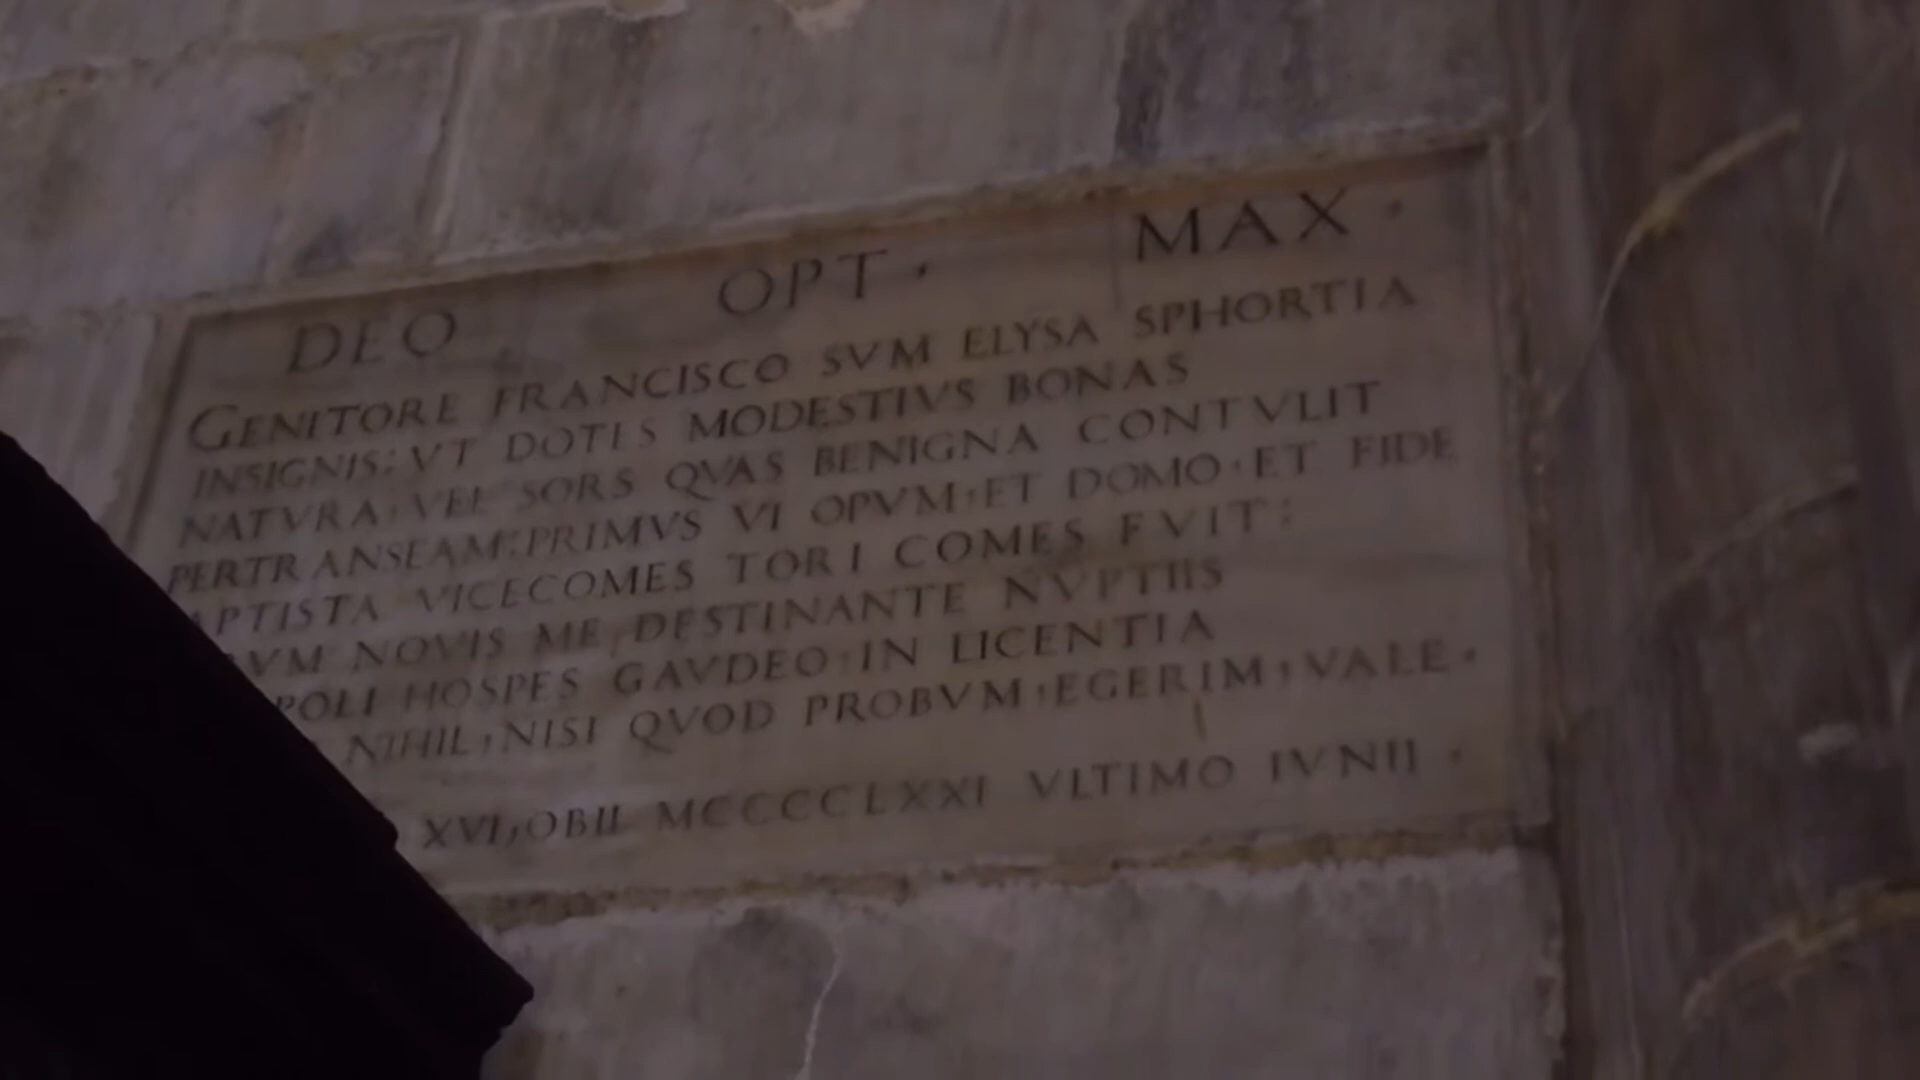 DEO OPT · MAX ·
GENITORE FRANCISCO SVM ELYSA SPHORTIA
INSIGNIS: VT DOTES MODESTIVS BONAS
NATVRA, VEL SORS QVAS BENIGNA CONTVLIT
PERTRANSEAM: PRIMVS VI OPVM, ET DOMO, ET FIDE
APTISTA VICECOMES TORI COMES FVIT:
VM NOVIS ME DESTINANTE NVPTIIS
POLI HOSPES GAVDEO, IN LICENTIA
NIHIL, NISI QVOD PROBVM, EGERIM, VALE ·
XVI, OBII MCCCCLXXI VLTIMO IVNII ·